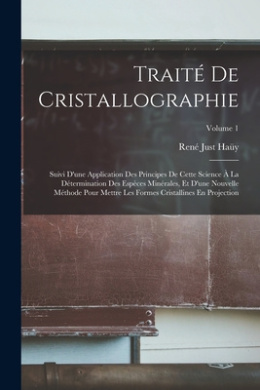 Traité De
Cristallographie
René Just Haüy
Suivi D'une Application Des Principes De Cette Science À La
Détermination Des Espèces Minérales, Et D'une Nouvelle
Méthode Pour Mettre Les Formes Cristallines En Projection
Volume 1